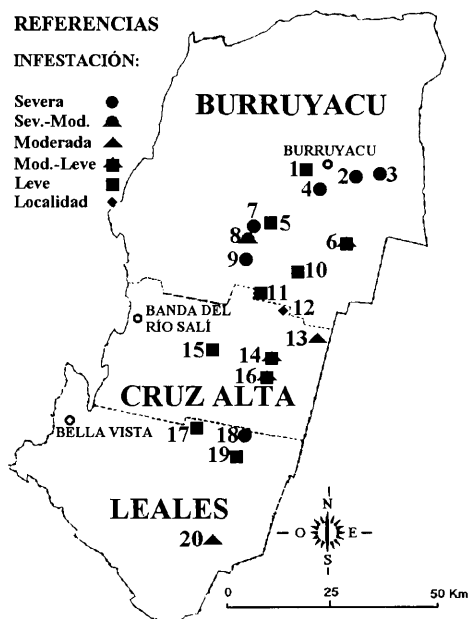 REFERENCIAS
INFESTACIÓN:
Severa
Sev.-Mod.
Moderada
Mod.-Leve
Leve
Localidad
BURRUYACU
BURRUYACU
1
2
3
4
7
5
8
6
9
10
11
12
BANDA DEL
RÍO SALÍ
13
15
14
16
CRUZ ALTA
BELLA VISTA
17
18
19
LEALES
20
N
O
E
S
0
25
50 Km